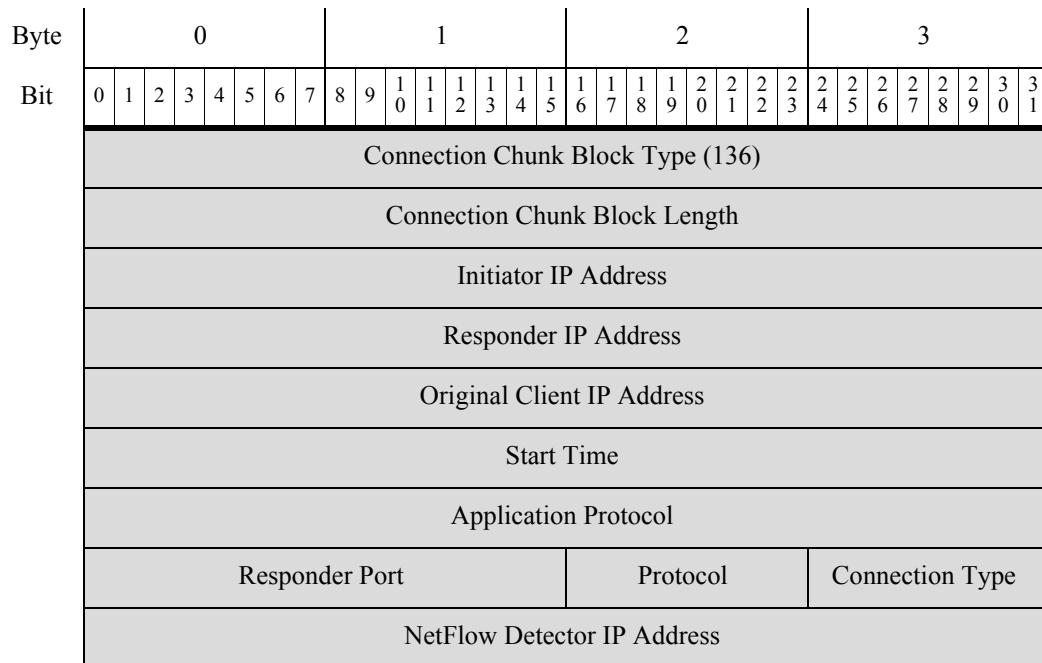 Byte 0 1 2 3
Bit 0 1 2 3 4 5 6 7 8 9 10 11 12 13 14 15 16 17 18 19 20 21 22 23 24 25 26 27 28 29 30 31
Connection Chunk Block Type (136)
Connection Chunk Block Length
Initiator IP Address
Responder IP Address
Original Client IP Address
Start Time
Application Protocol
Responder Port Protocol Connection Type
NetFlow Detector IP Address